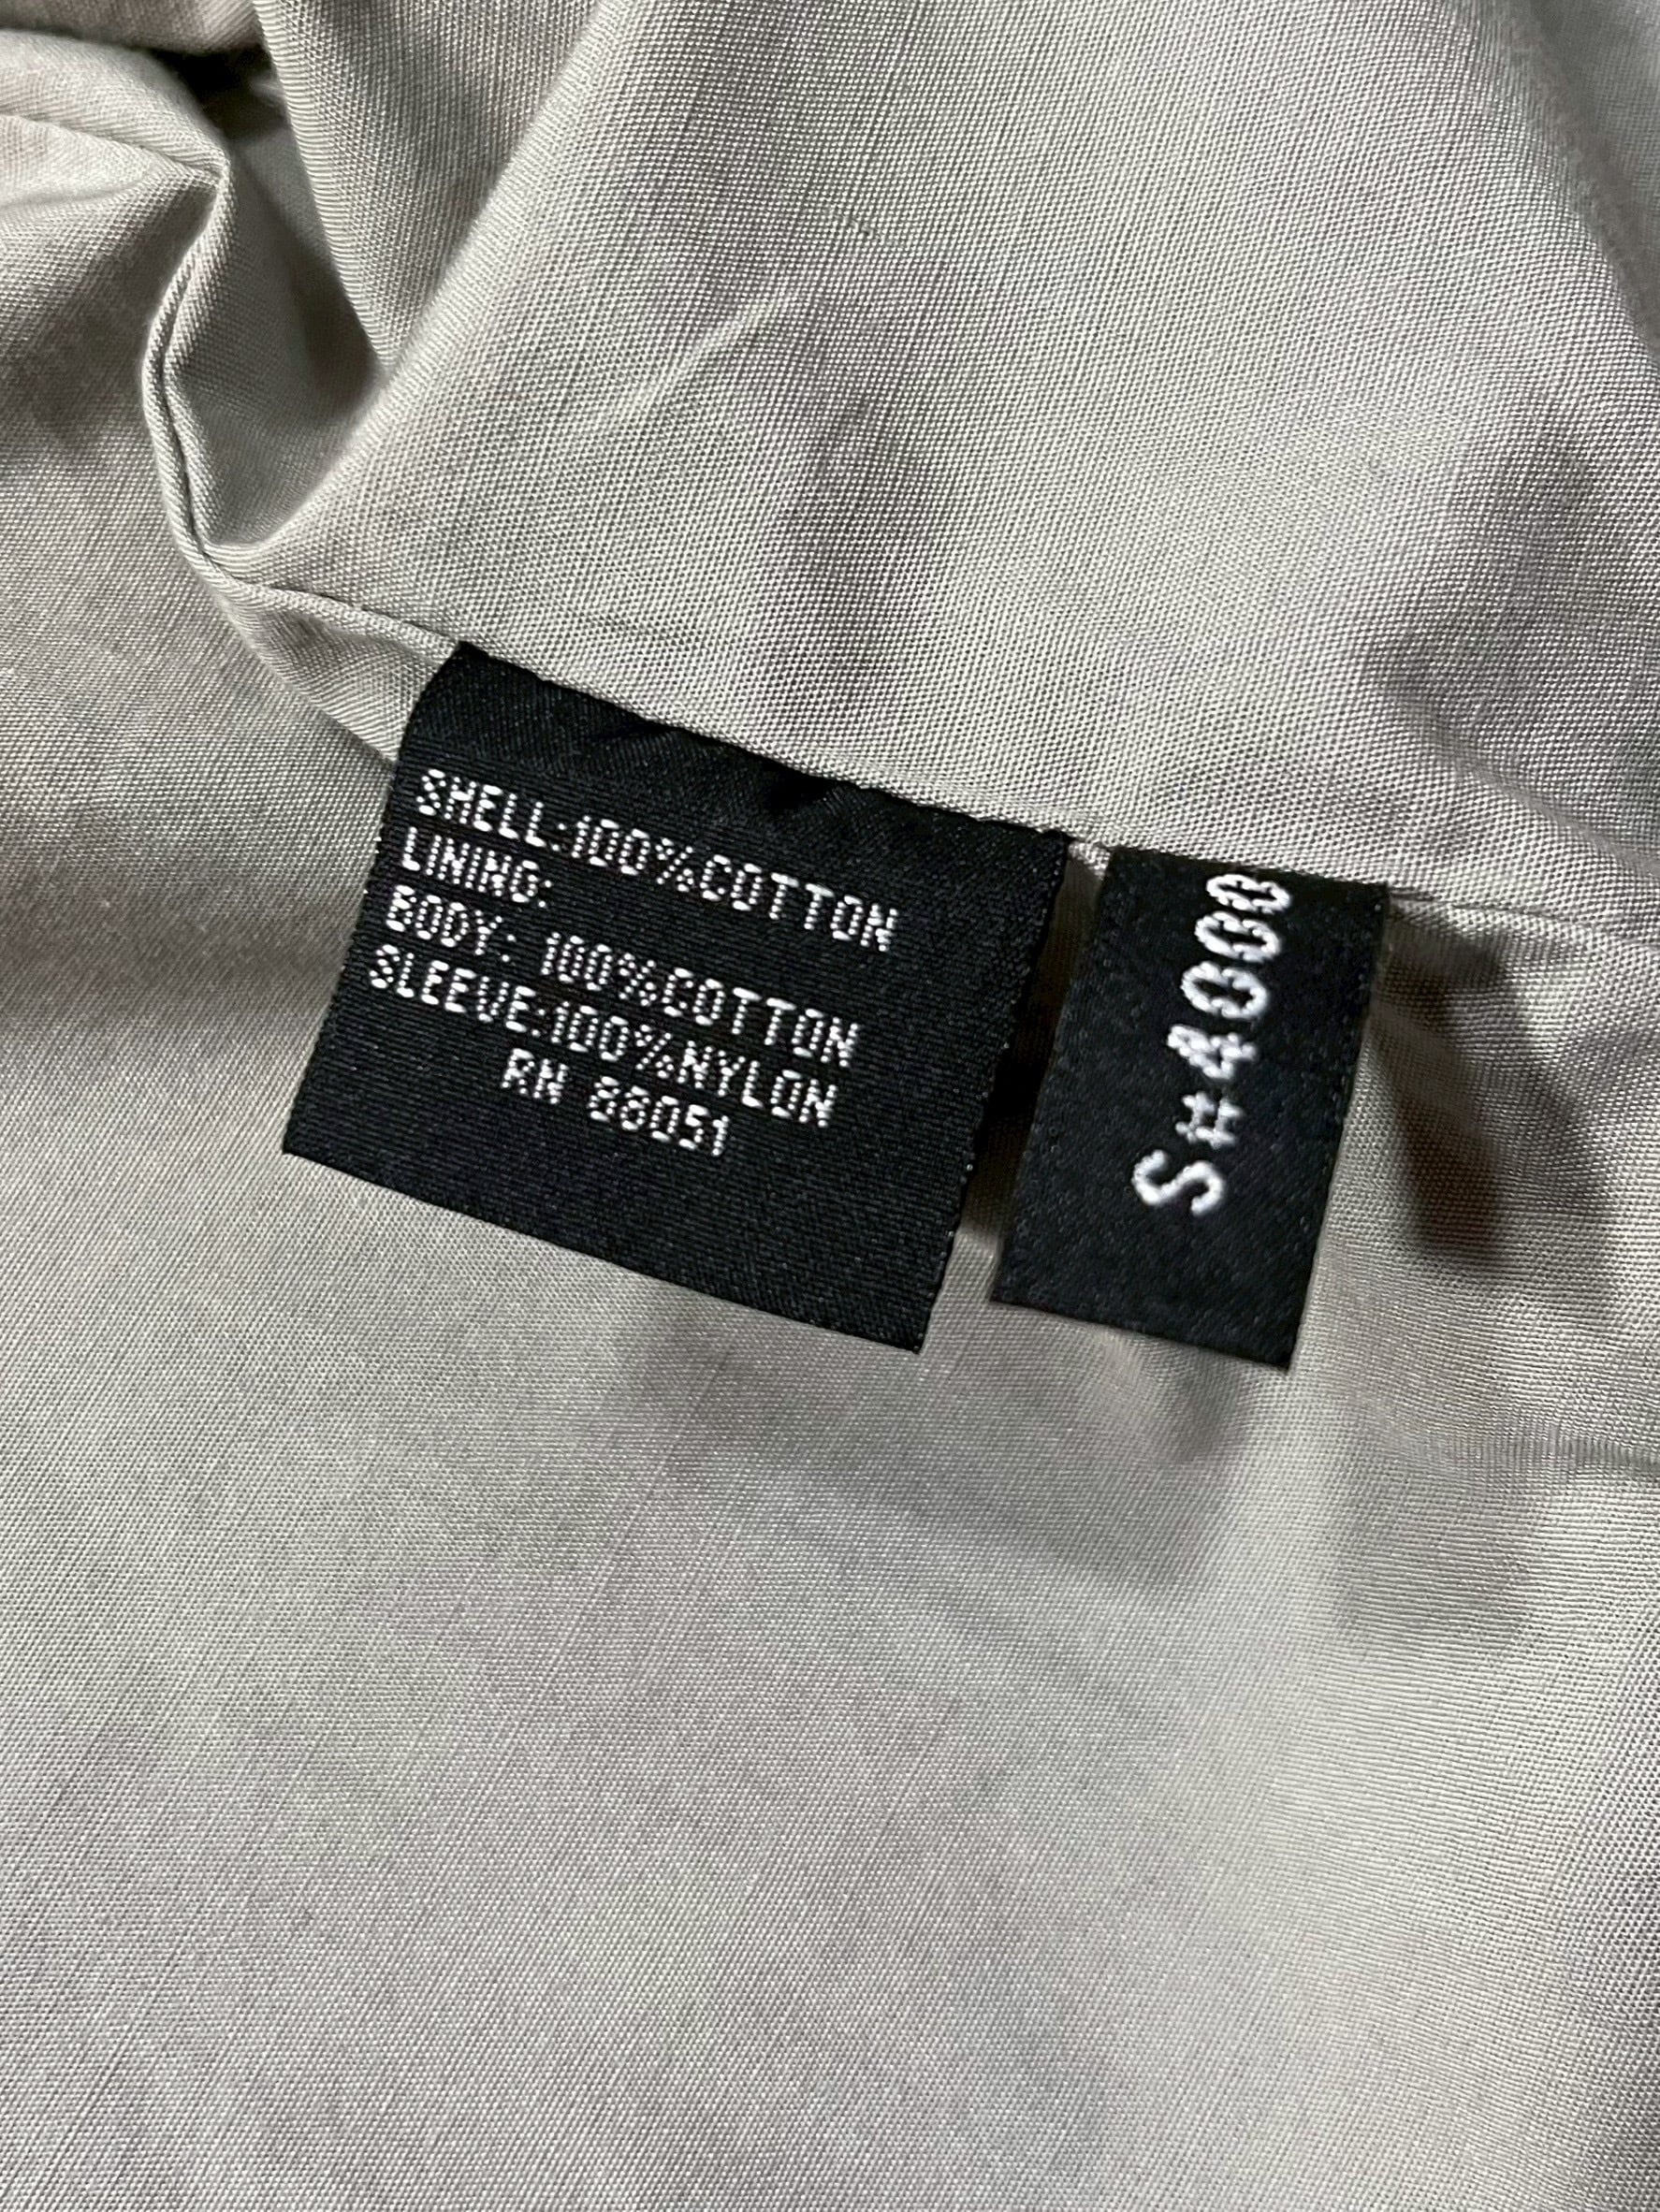 SHELL:100%COTTON
LINING:
BODY: 100%COTTON
SLEEVE:100%NYLON
RN 88051
S#4000